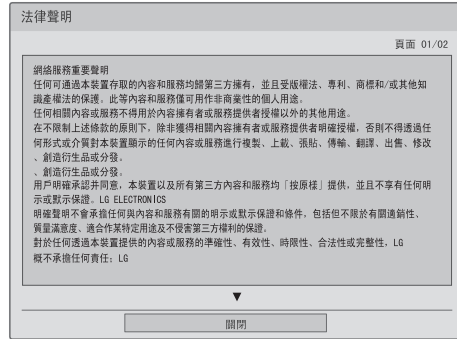 法律聲明
頁面 01/02
網絡服務重要聲明
任何可通過本裝置存取的內容和服務均歸第三方擁有，並且受版權法、專利、商標和/或其他知
識產權法的保護。此等內容和服務僅可用作非商業性的個人用途。
任何相關內容或服務不得用於內容擁有者或服務提供者授權以外的其他用途。
在不限制上述條款的原則下，除非獲得相關內容擁有者或服務提供者明確授權，否則不得透過任
何形式或介質對本裝置顯示的任何內容或服務進行複製、上載、張貼、傳輸、翻譯、出售、修改
、創造衍生品或分發。
、創造衍生品或分發。
用戶明確承認并同意，本裝置以及所有第三方內容和服務均「按原樣」提供，並且不享有任何明
示或默示保證。LG ELECTRONICS
明確聲明不會承擔任何與內容和服務有關的明示或默示保證和條件，包括但不限於有關適銷性、
質量滿意度、適合作某特定用途及不侵害第三方權利的保證。
對於任何透過本裝置提供的內容或服務的準確性、有效性、時限性、合法性或完整性，LG
概不承擔任何責任；LG
▼
關閉